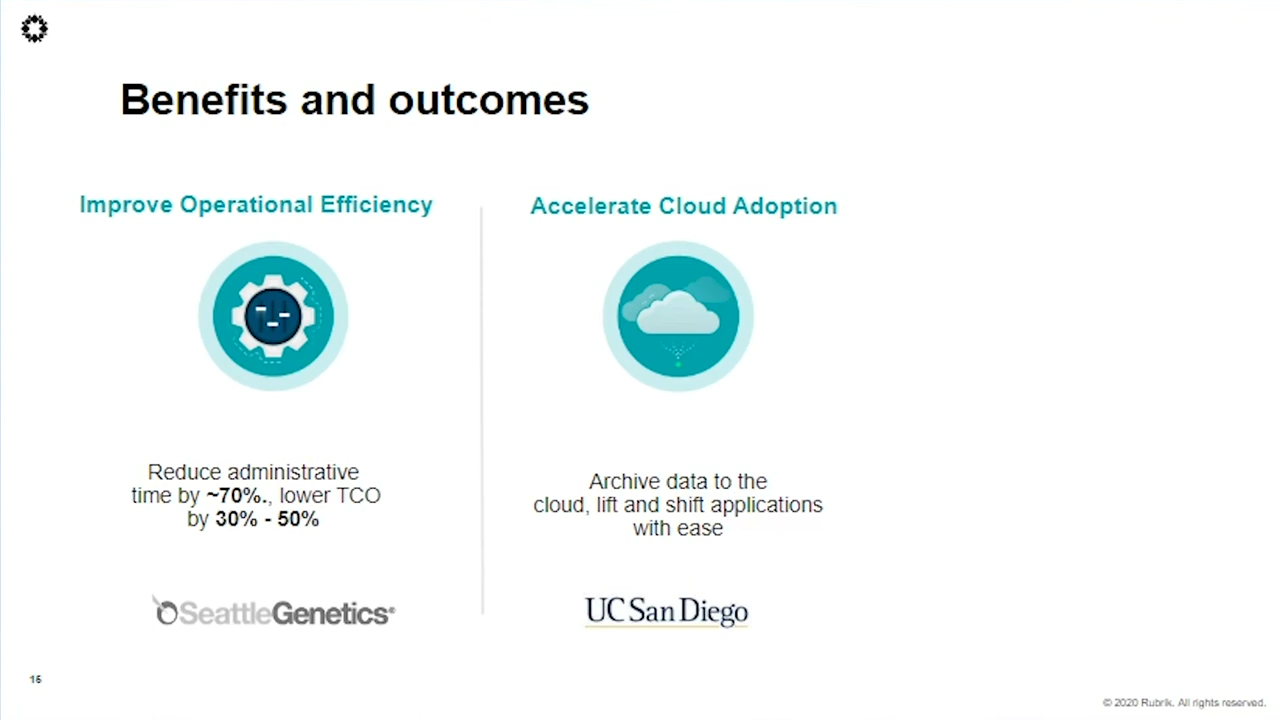 Benefits and outcomes
Improve Operational Efficiency
Reduce administrative
time by ~70%., lower TCO
by 30% - 50%
SeattleGenetics®
Accelerate Cloud Adoption
Archive data to the
cloud, lift and shift applications
with ease
UC San Diego
16
© 2020 Rubrik. All rights reserved.